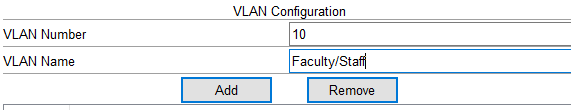 VLAN Configuration
VLAN Number 10
VLAN Name Faculty/Staff
Add Remove